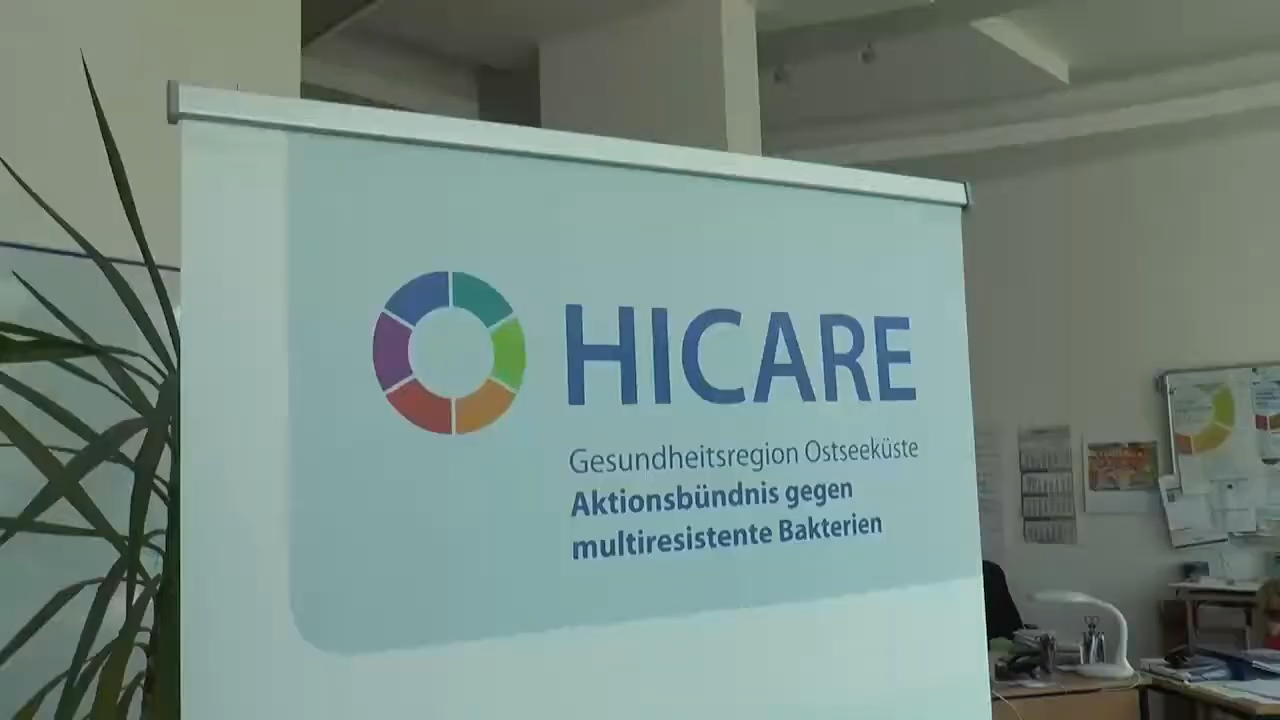 HICARE
Gesundheitsregion Ostseeküste
Aktionsbündnis gegen
multiresistente Bakterien